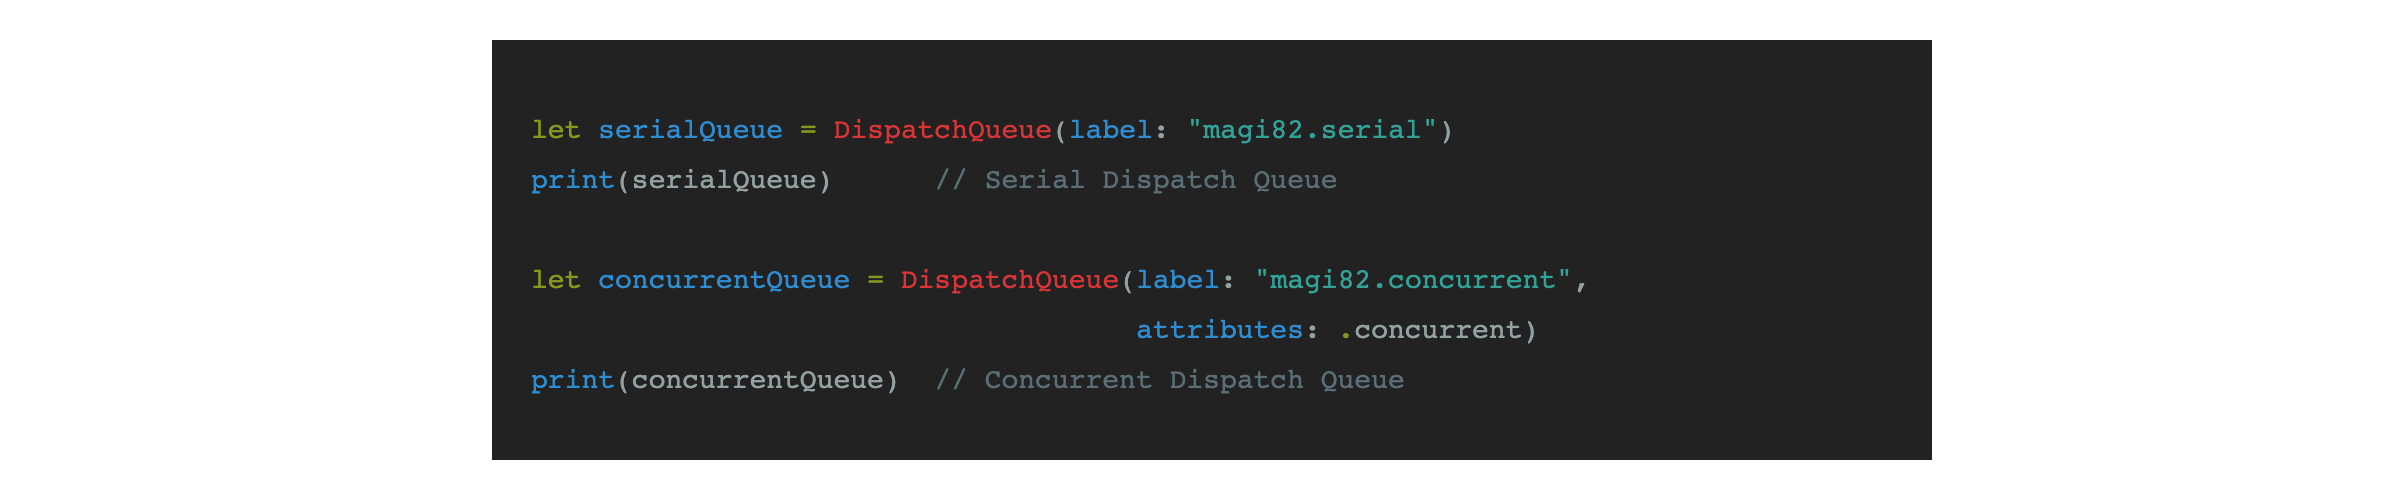 let serialQueue = DispatchQueue(label: "magi82.serial")
print(serialQueue)      // Serial Dispatch Queue

let concurrentQueue = DispatchQueue(label: "magi82.concurrent",
                                    attributes: .concurrent)
print(concurrentQueue)  // Concurrent Dispatch Queue